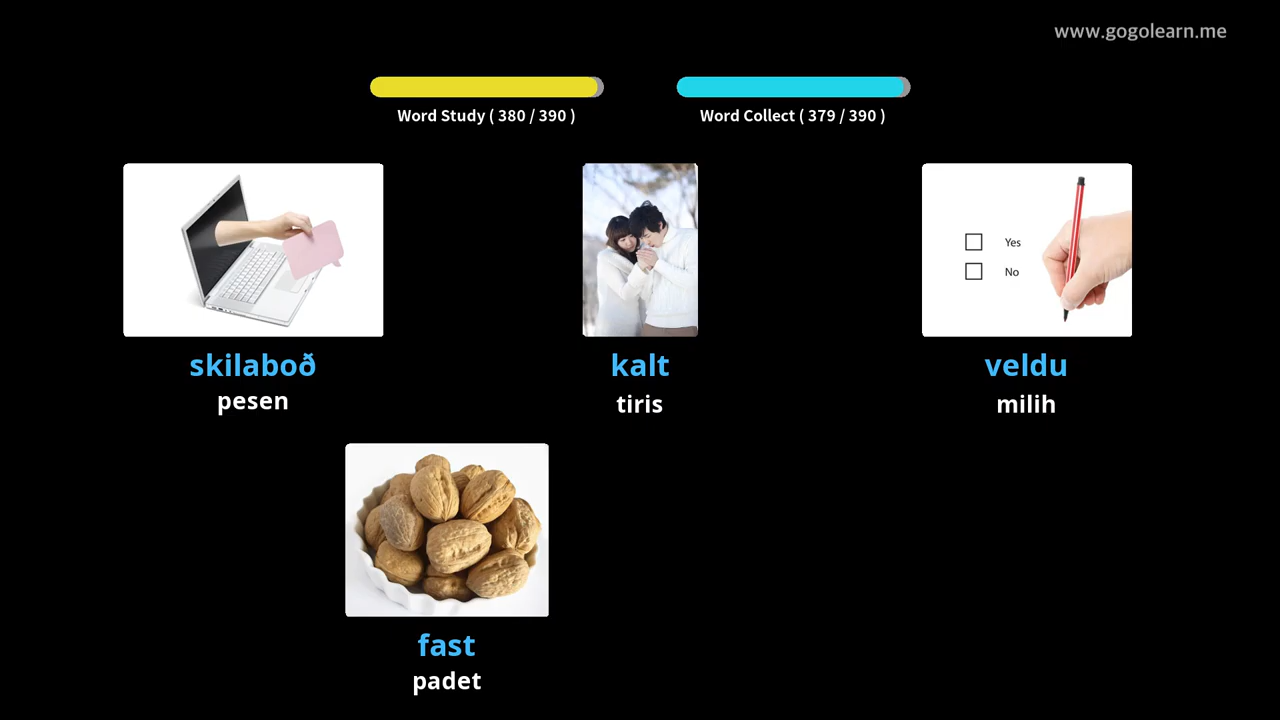 www.gogolearn.me
Word Study ( 380 / 390 )
Word Collect ( 379 / 390 )
Yes
No
skilaboð
pesen
kalt
tiris
veldu
milih
fast
padet